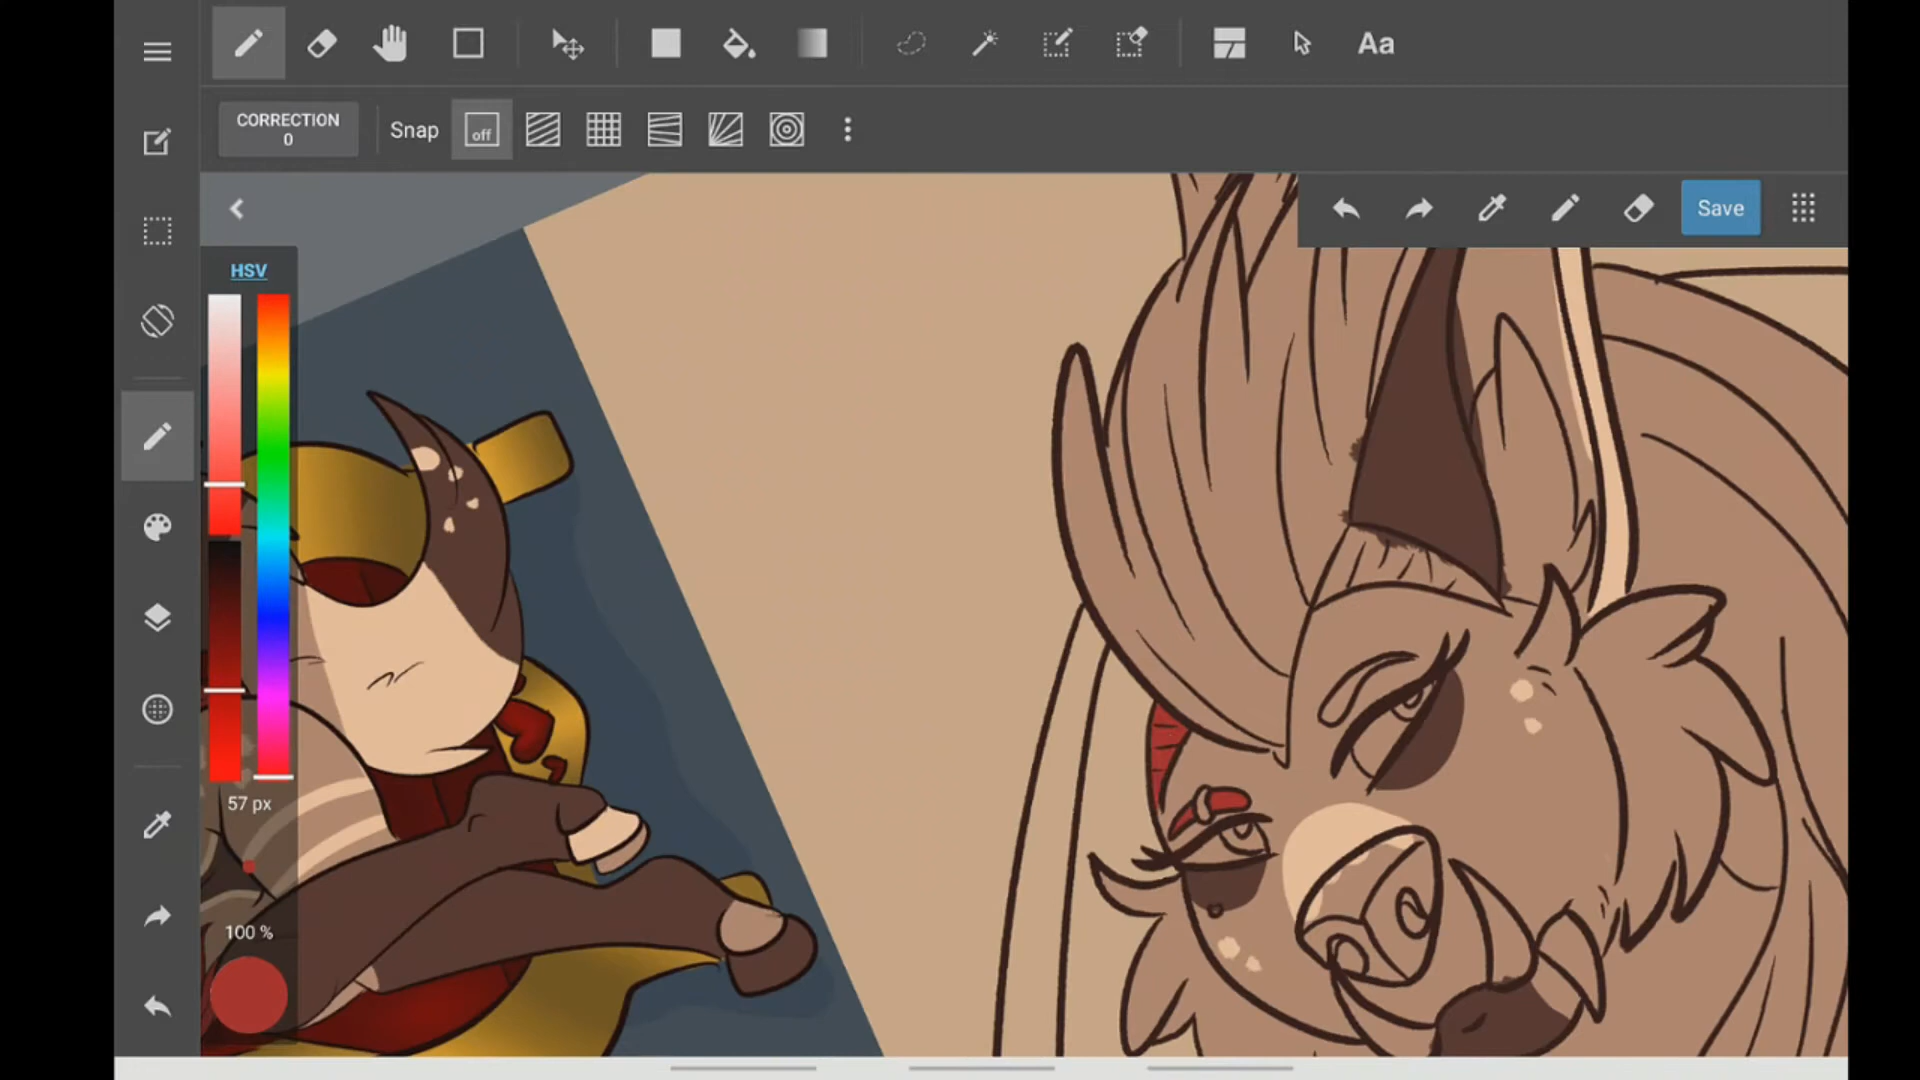 Aa
CORRECTION
0
Snap
off
Save
HSV
57 px
100 %